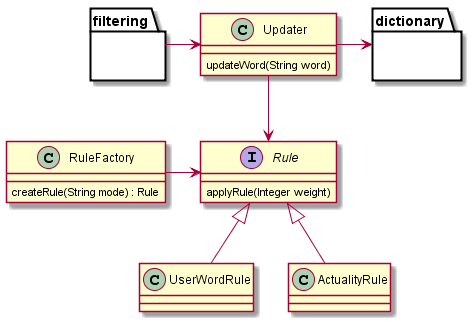 filtering
C Updater
dictionary
updateWord(String word)
C RuleFactory
I Rule
createRule(String mode) : Rule
applyRule(Integer weight)
C UserWordRule
C ActualityRule